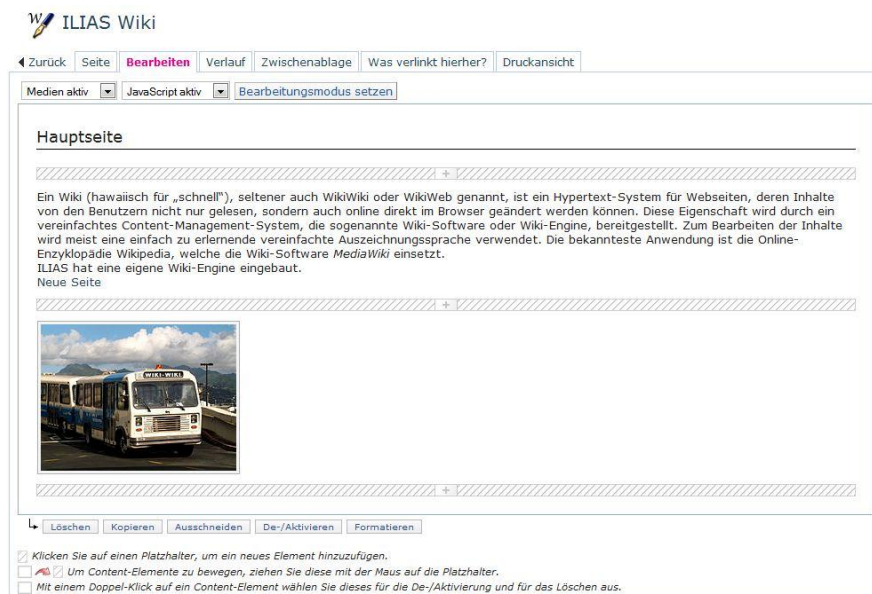 ILIAS Wiki
Zurück Seite Bearbeiten Verlauf Zwischenablage Was verlinkt hierher? Druckansicht
Medien aktiv JavaScript aktiv Bearbeitungsmodus setzen
Hauptseite
Ein Wiki (hawaiisch für „schnell“), seltener auch WikiWiki oder WikiWeb genannt, ist ein Hypertext-System für Webseiten, deren Inhalte
von den Benutzern nicht nur gelesen, sondern auch online direkt im Browser geändert werden können. Diese Eigenschaft wird durch ein
vereinfachtes Content-Management-System, die sogenannte Wiki-Software oder Wiki-Engine, bereitgestellt. Zum Bearbeiten der Inhalte
wird meist eine einfach zu erlernende vereinfachte Auszeichnungssprache verwendet. Die bekannteste Anwendung ist die Online-
Enzyklopädie Wikipedia, welche die Wiki-Software MediaWiki einsetzt.
ILIAS hat eine eigene Wiki-Engine eingebaut.
Neue Seite
WIKI-WIKI
Löschen Kopieren Ausschneiden De-/Aktivieren Formatieren
Klicken Sie auf einen Platzhalter, um ein neues Element hinzuzufügen.
Um Content-Elemente zu bewegen, ziehen Sie diese mit der Maus auf die Platzhalter.
Mit einem Doppel-Klick auf ein Content-Element wählen Sie dieses für die De-/Aktivierung und für das Löschen aus.